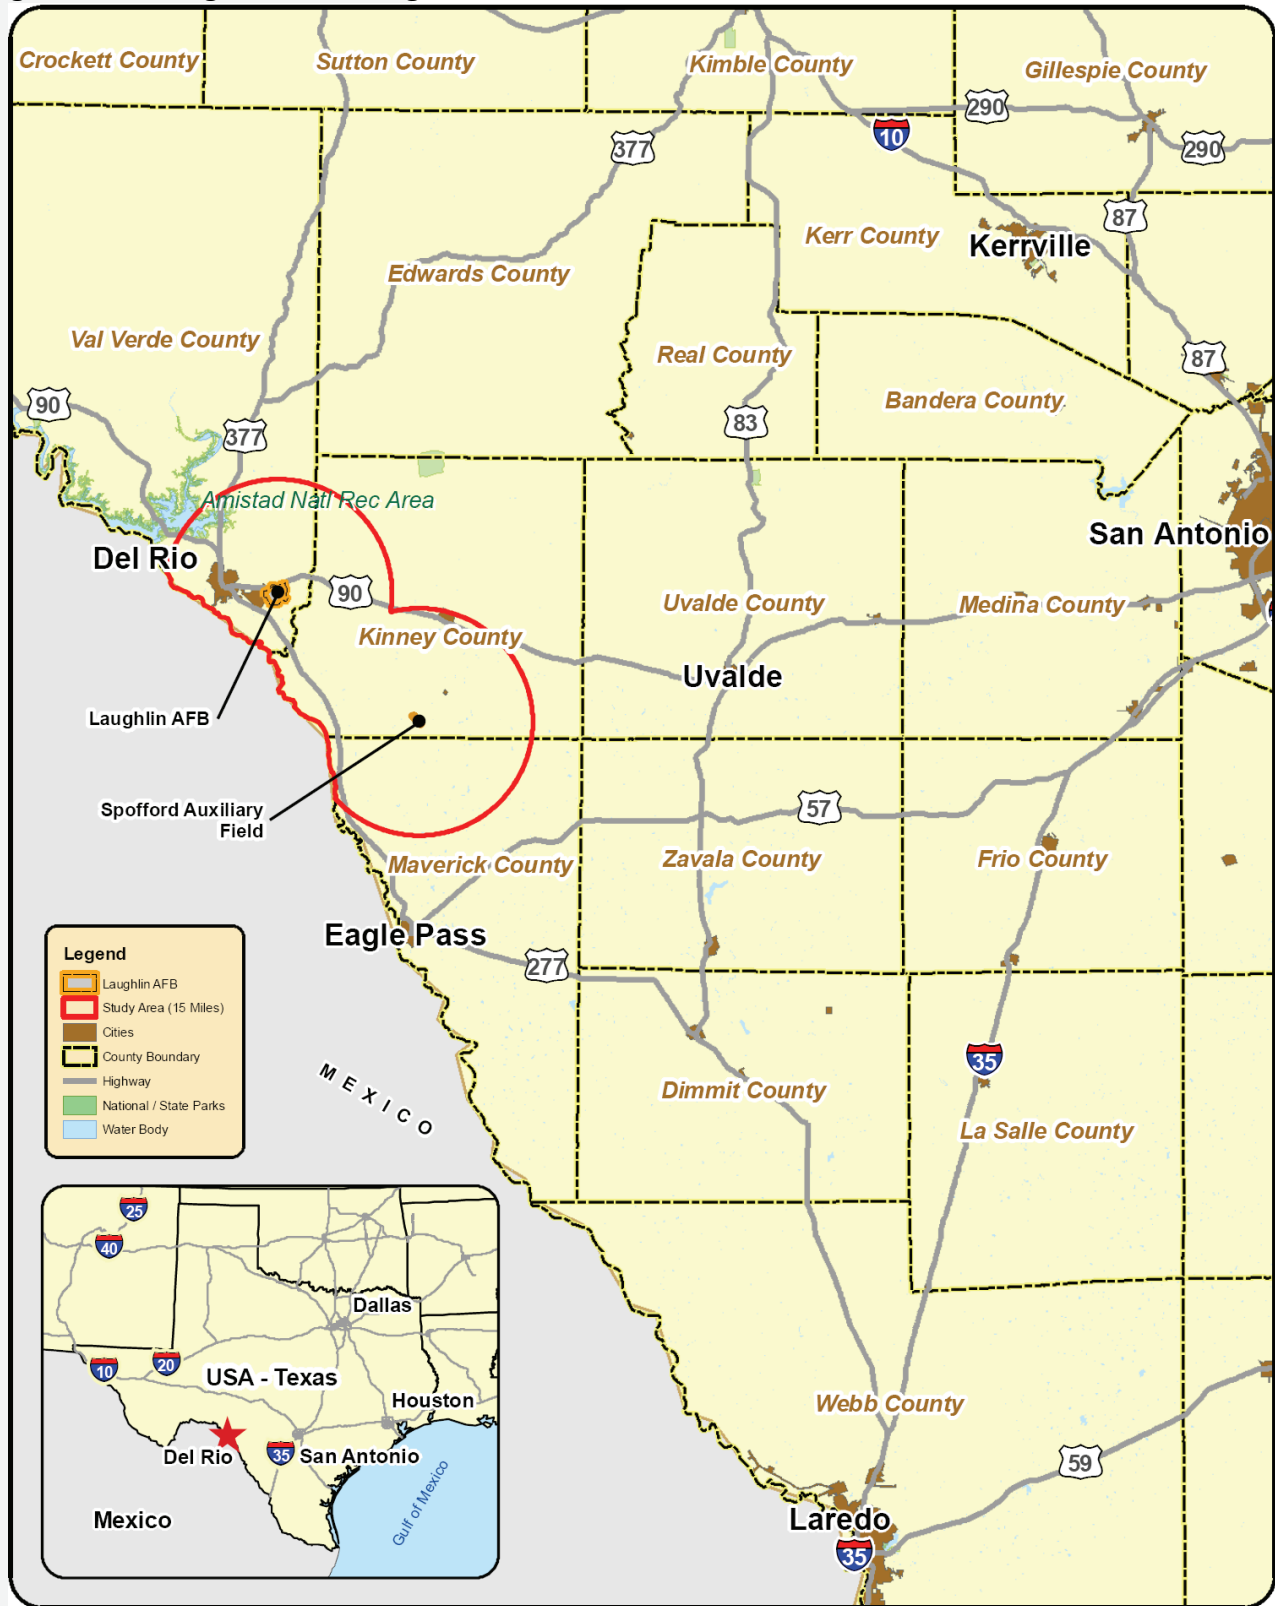 Crockett County
Sutton County
Kimble County
Gillespie County
290
10
377
290
87
Kerr County
Kerrville
Edwards County
Val Verde County
Real County
87
90
Bandera County
83
377
Amistad Natl Rec Area
San Antonio
Del Rio
90
Uvalde County
Medina County
Kinney County
Uvalde
Laughlin AFB
Spofford Auxiliary
Field
57
Maverick County
Zavala County
Frio County
Eagle Pass
277
Legend
Laughlin AFB
Study Area (15 Miles)
Cities
County Boundary
Highway
National / State Parks
Water Body
MEXICO
35
Dimmit County
La Salle County
25
40
Dallas
10
20
USA - Texas
Houston
Del Rio
35
San Antonio
Gulf of Mexico
Mexico
Webb County
59
Laredo
35